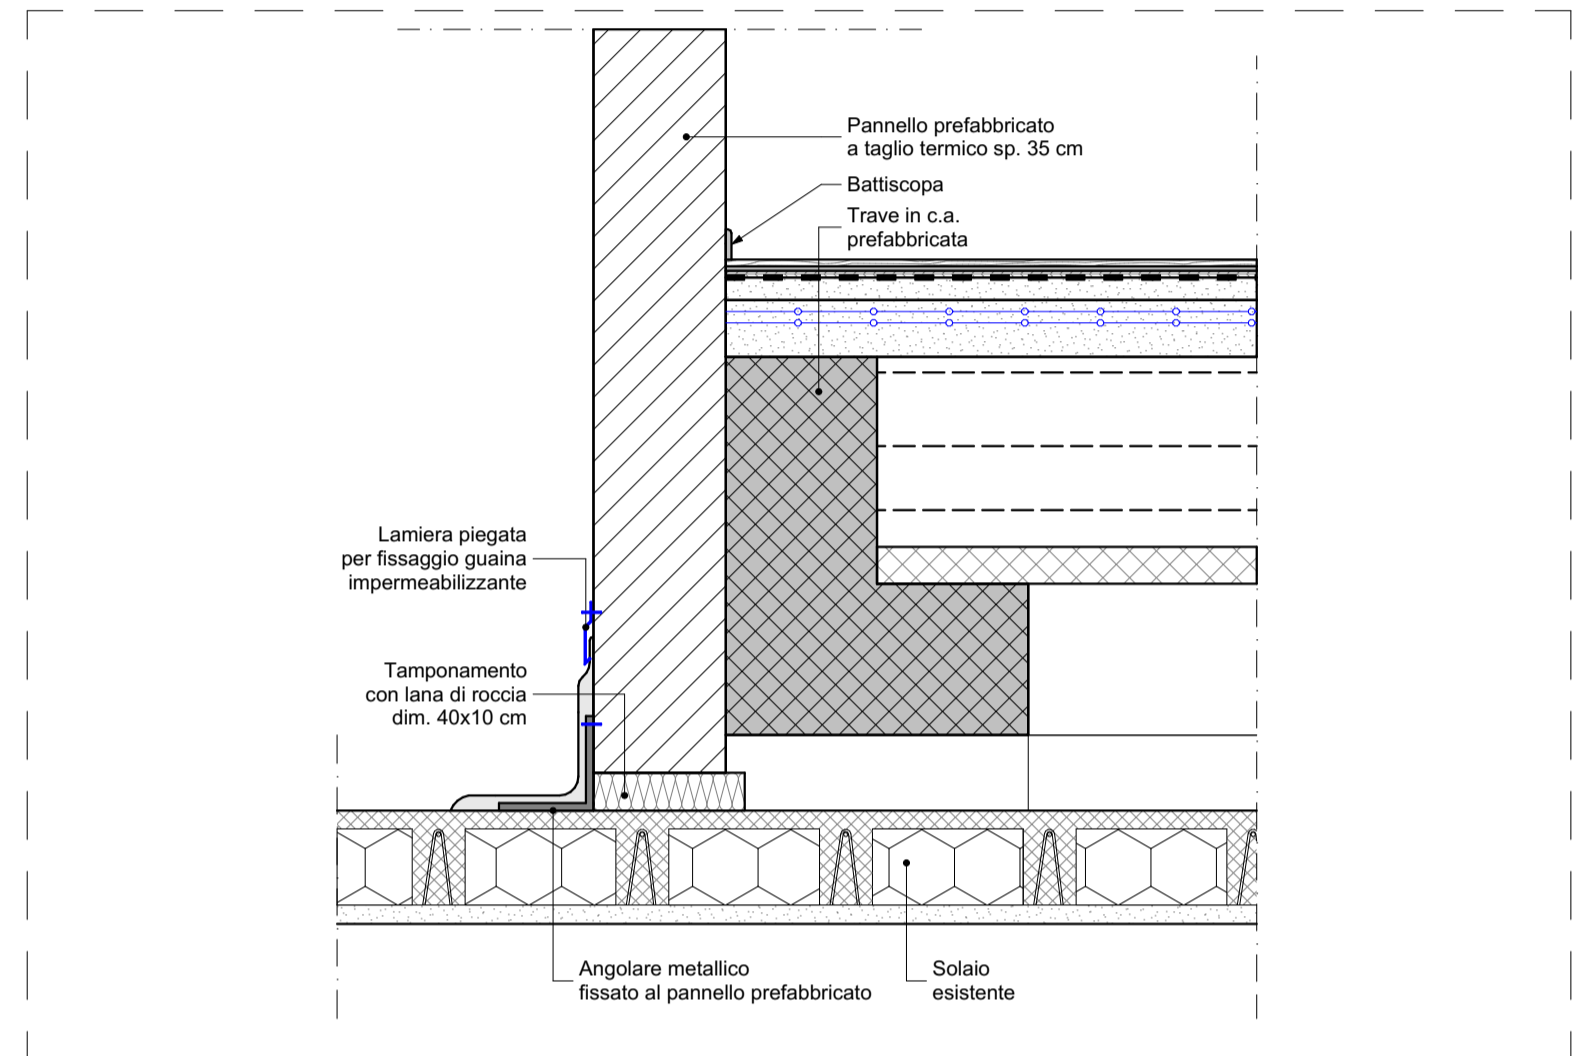 Pannello prefabbricato
a taglio termico sp. 35 cm
Battiscopa
Trave in c.a.
prefabbricata
Lamiera piegata
per fissaggio guaina
impermeabilizzante
Tamponamento
con lana di roccia
dim. 40x10 cm
Angolare metallico
fissato al pannello prefabbricato
Solaio
esistente